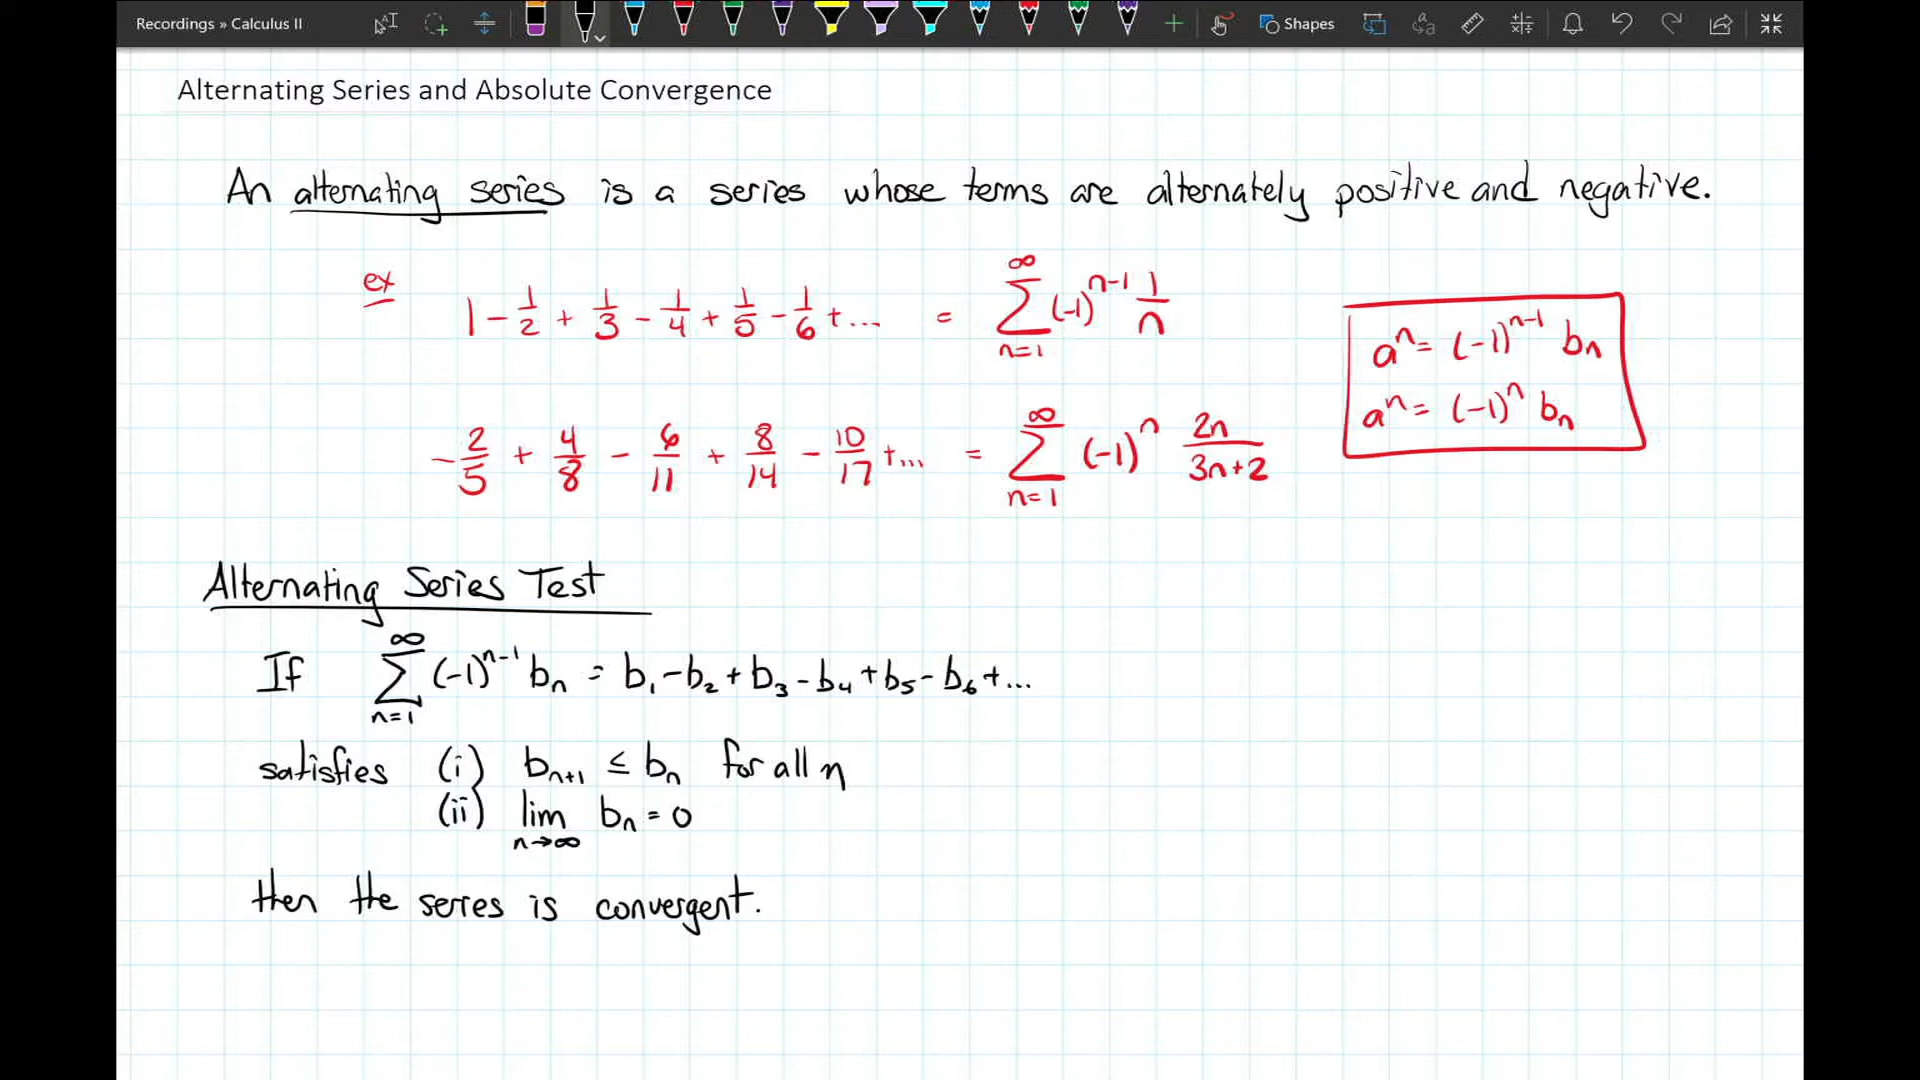 Recordings » Calculus II
Shapes
Alternating Series and Absolute Convergence
An alternating series is a series whose terms are alternately positive and negative.
ex 1 - 1/2 + 1/3 - 1/4 + 1/5 - 1/6 + ... = ∑_{n=1}^{∞} (-1)^{n-1} 1/n
a^n = (-1)^{n-1} b_n
a^n = (-1)^n b_n
-2/5 + 4/8 - 6/11 + 8/14 - 10/17 + ... = ∑_{n=1}^{∞} (-1)^n 2n/(3n+2)
Alternating Series Test
If ∑_{n=1}^{∞} (-1)^{n-1} b_n = b_1 - b_2 + b_3 - b_4 + b_5 - b_6 + ...
satisfies (i) b_{n+1} ≤ b_n for all n
(ii) lim_{n→∞} b_n = 0
then the series is convergent.